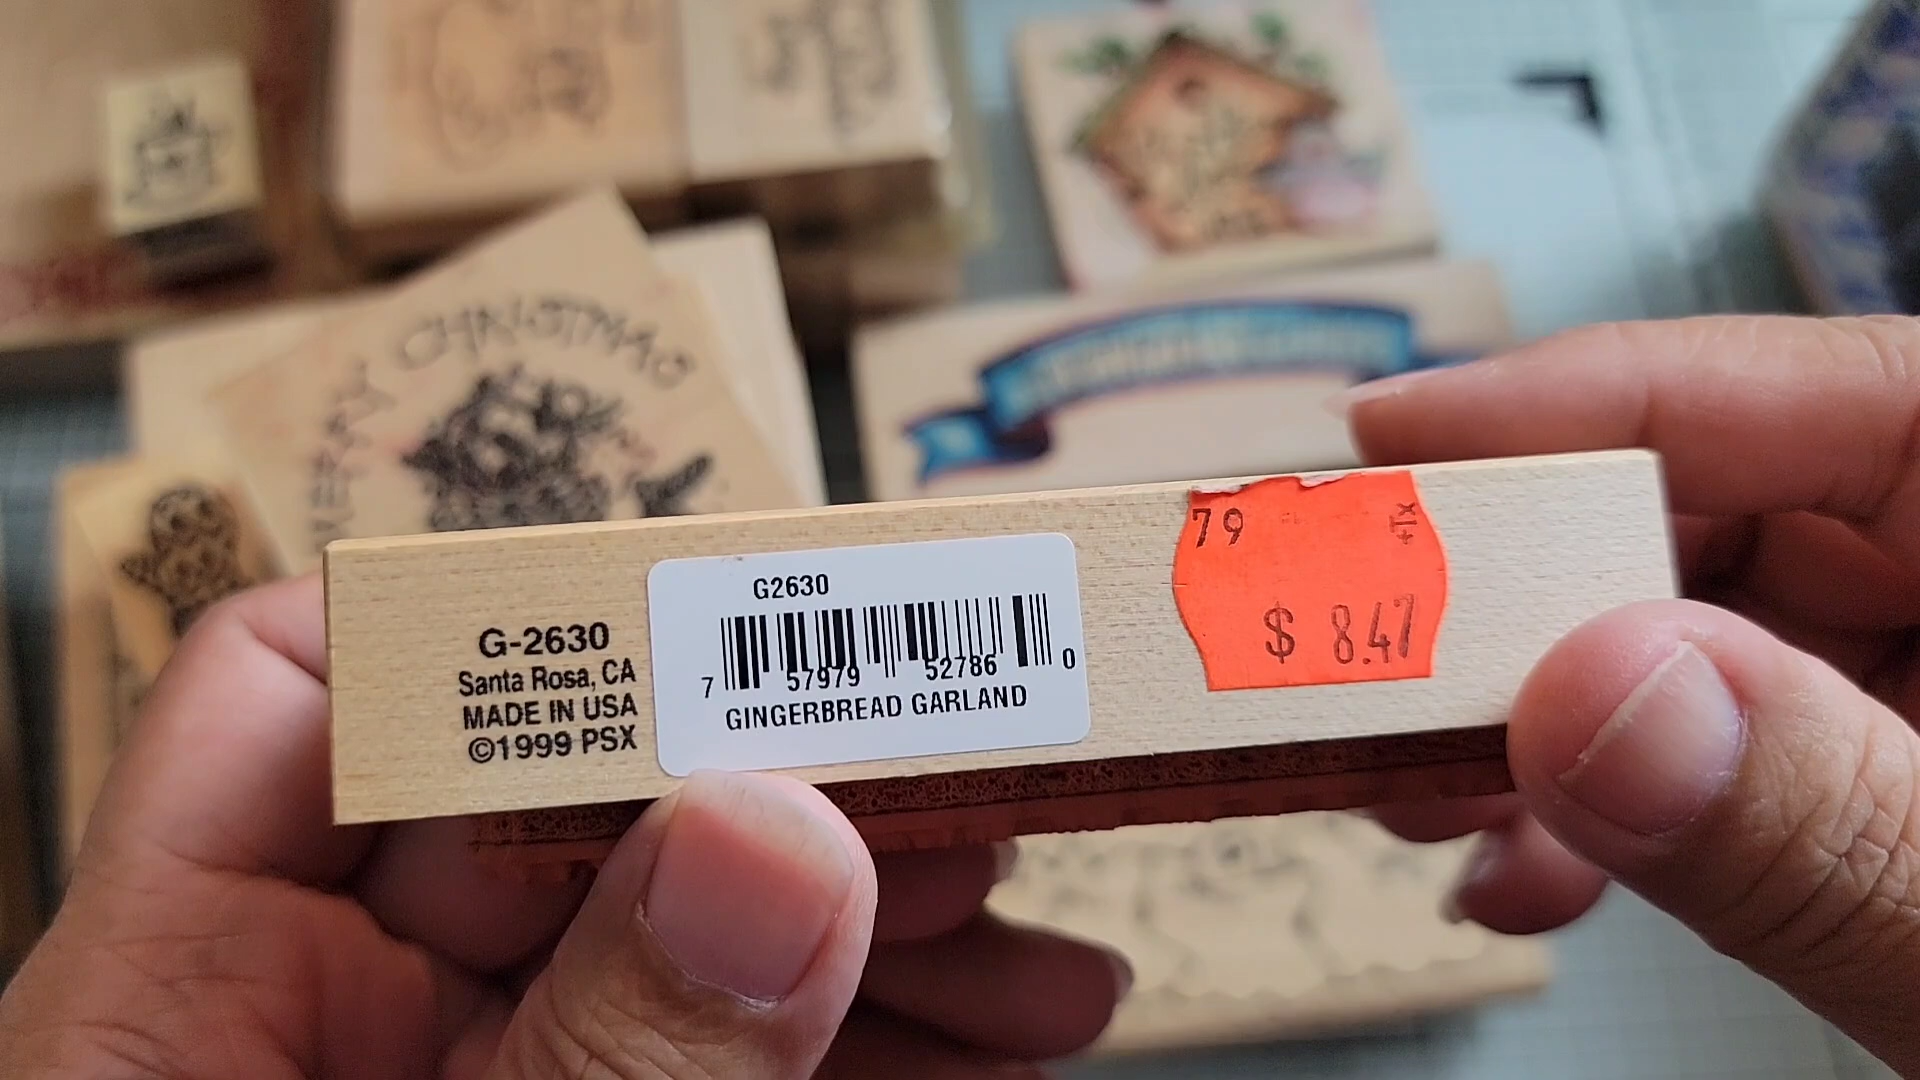 MERRY CHRISTMAS
G-2630
Santa Rosa, CA
MADE IN USA
©1999 PSX
G2630
7 57979 52786 0
GINGERBREAD GARLAND
79 +Tx
$ 8.47